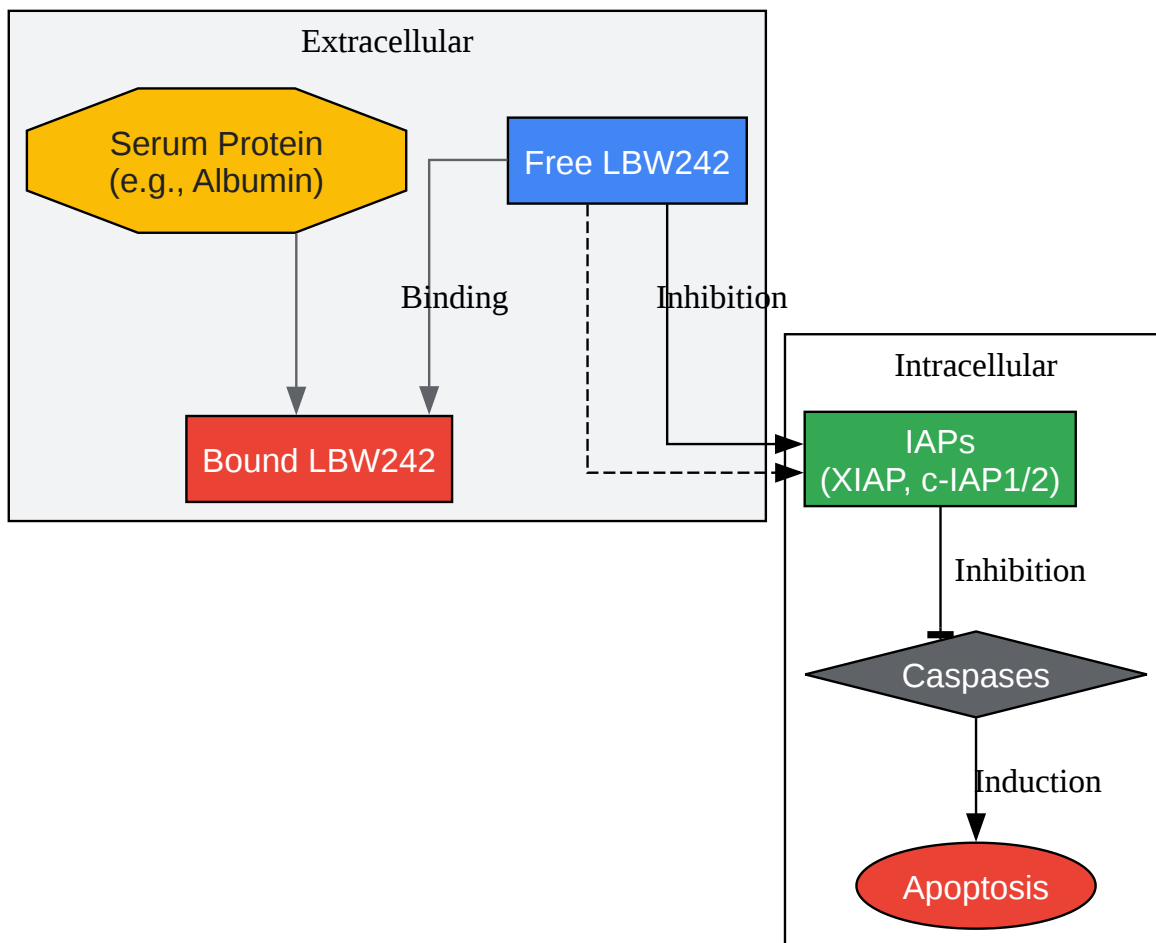 Extracellular
Serum Protein
(e.g., Albumin)
Free LBW242
Binding
Inhibition
Bound LBW242
Intracellular
IAPs
(XIAP, c-IAP1/2)
Inhibition
Caspases
Induction
Apoptosis